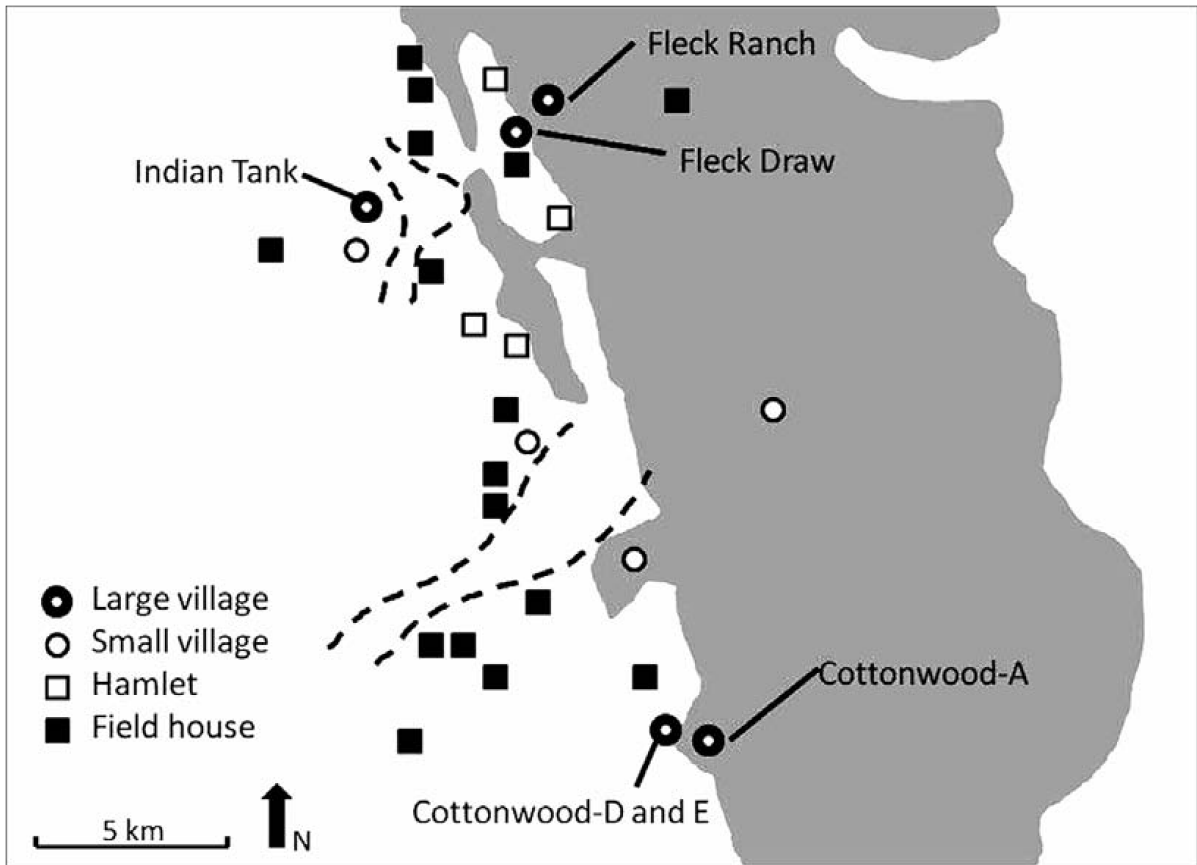 Fleck Ranch
Fleck Draw
Indian Tank
Large village
Small village
Hamlet
Field house
Cottonwood-A
Cottonwood-D and E
5 km
N